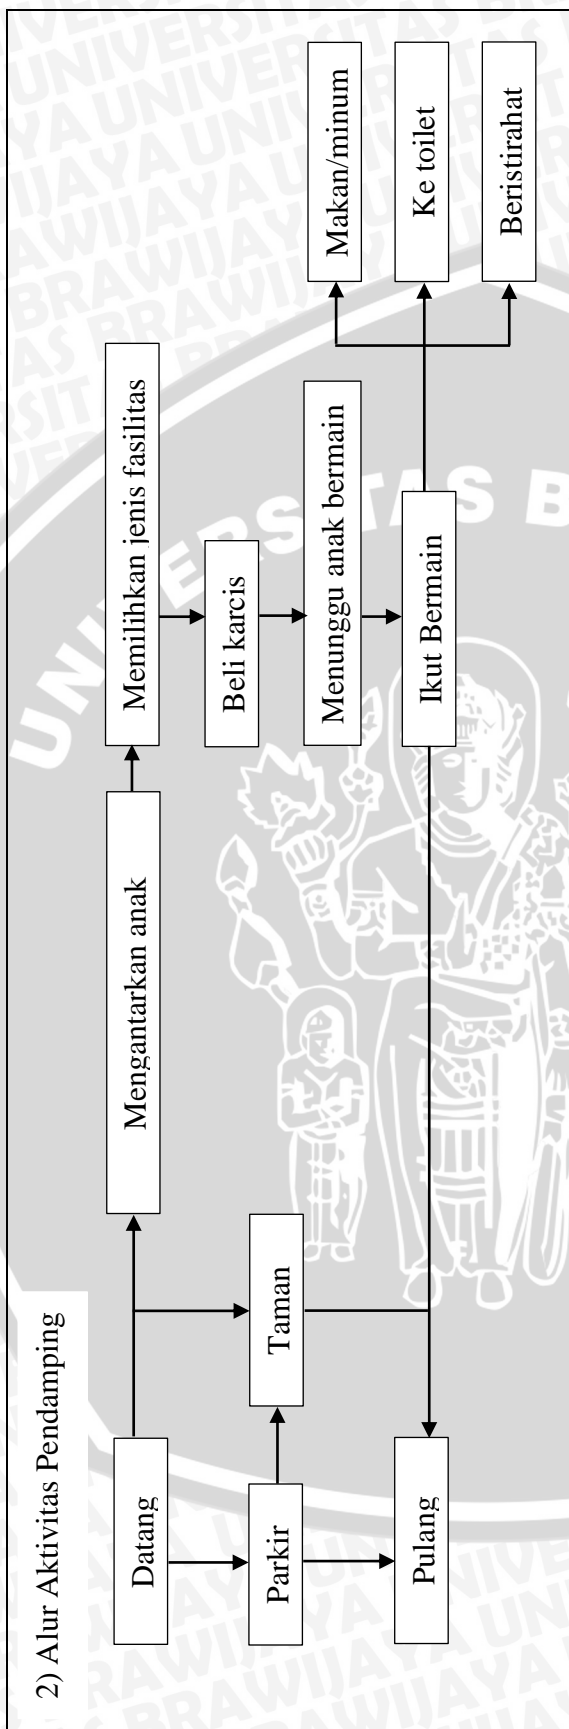 2) Alur Aktivitas Pendamping
Datang
Mengantarkan anak
Memilihkan jenis fasilitas
Beli karcis
Menunggu anak bermain
Ikut Bermain
Makan/minum
Ke toilet
Beristirahat
Parkir
Taman
Pulang
UNIVERSITAS B